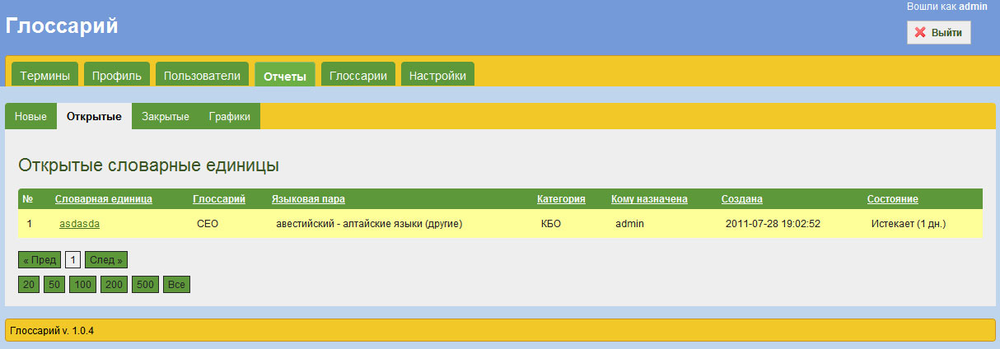 Вошли как admin
Глоссарий
Выйти
Термины Профиль Пользователи Отчеты Глоссарии Настройки
Новые Открытые Закрытые Графики
Открытые словарные единицы
№ Словарная единица Глоссарий Языковая пара Категория Кому назначена Создана Состояние
1 asdasda СЕО авестийский - алтайские языки (другие) КБО admin 2011-07-28 19:02:52 Истекает (1 дн.)
« Пред 1 След »
20 50 100 200 500 Все
Глоссарий v. 1.0.4